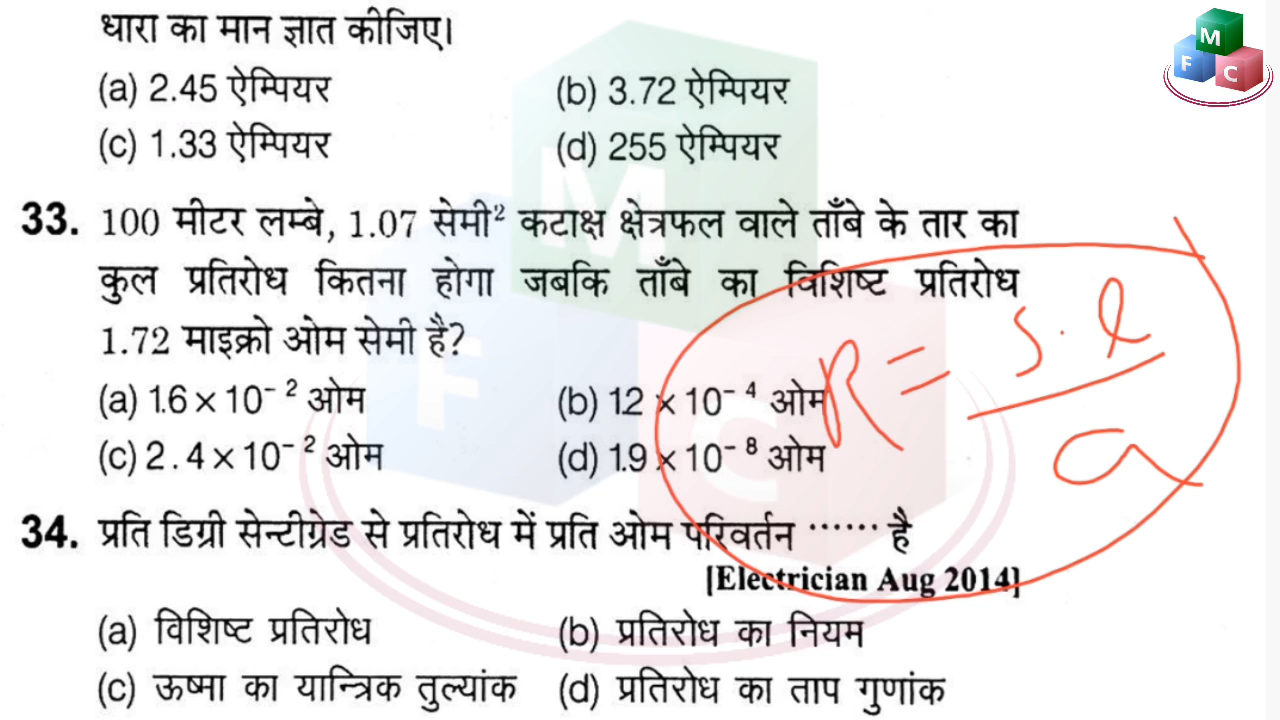 धारा का मान ज्ञात कीजिए।
(a) 2.45 ऐम्पियर (b) 3.72 ऐम्पियर
(c) 1.33 ऐम्पियर (d) 255 ऐम्पियर
33. 100 मीटर लम्बे, 1.07 सेमी² कटाक्ष क्षेत्रफल वाले ताँबे के तार का
कुल प्रतिरोध कितना होगा जबकि ताँबे का विशिष्ट प्रतिरोध
1.72 माइक्रो ओम सेमी है?
(a) 1.6 × 10⁻² ओम (b) 12 × 10⁻⁴ ओम
(c) 2.4 × 10⁻² ओम (d) 1.9 × 10⁻⁸ ओम
R = s.l / a
34. प्रति डिग्री सेन्टीग्रेड से प्रतिरोध में प्रति ओम परिवर्तन ...... है
[Electrician Aug 2014]
(a) विशिष्ट प्रतिरोध (b) प्रतिरोध का नियम
(c) ऊष्मा का यान्त्रिक तुल्यांक (d) प्रतिरोध का ताप गुणांक
M
F C
M
F C